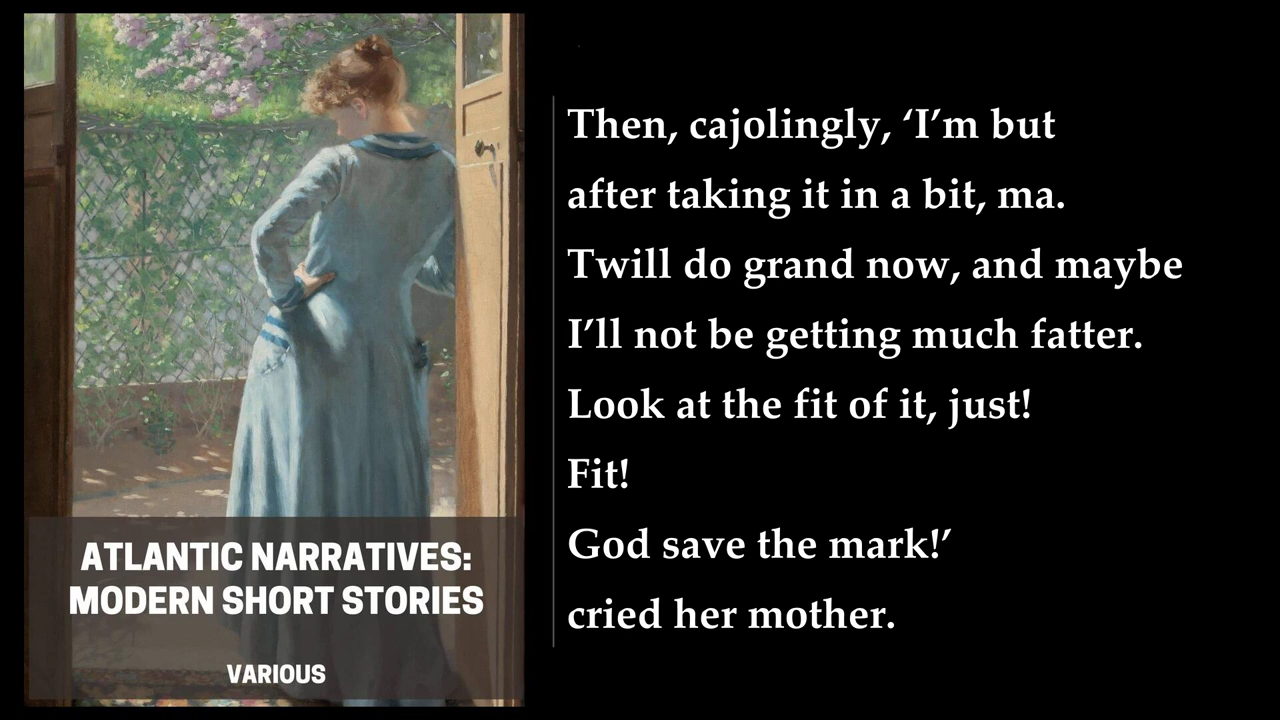 ATLANTIC NARRATIVES:
MODERN SHORT STORIES
VARIOUS
Then, cajolingly, ‘I’m but
after taking it in a bit, ma.
Twill do grand now, and maybe
I’ll not be getting much fatter.
Look at the fit of it, just!
Fit!
God save the mark!’
cried her mother.